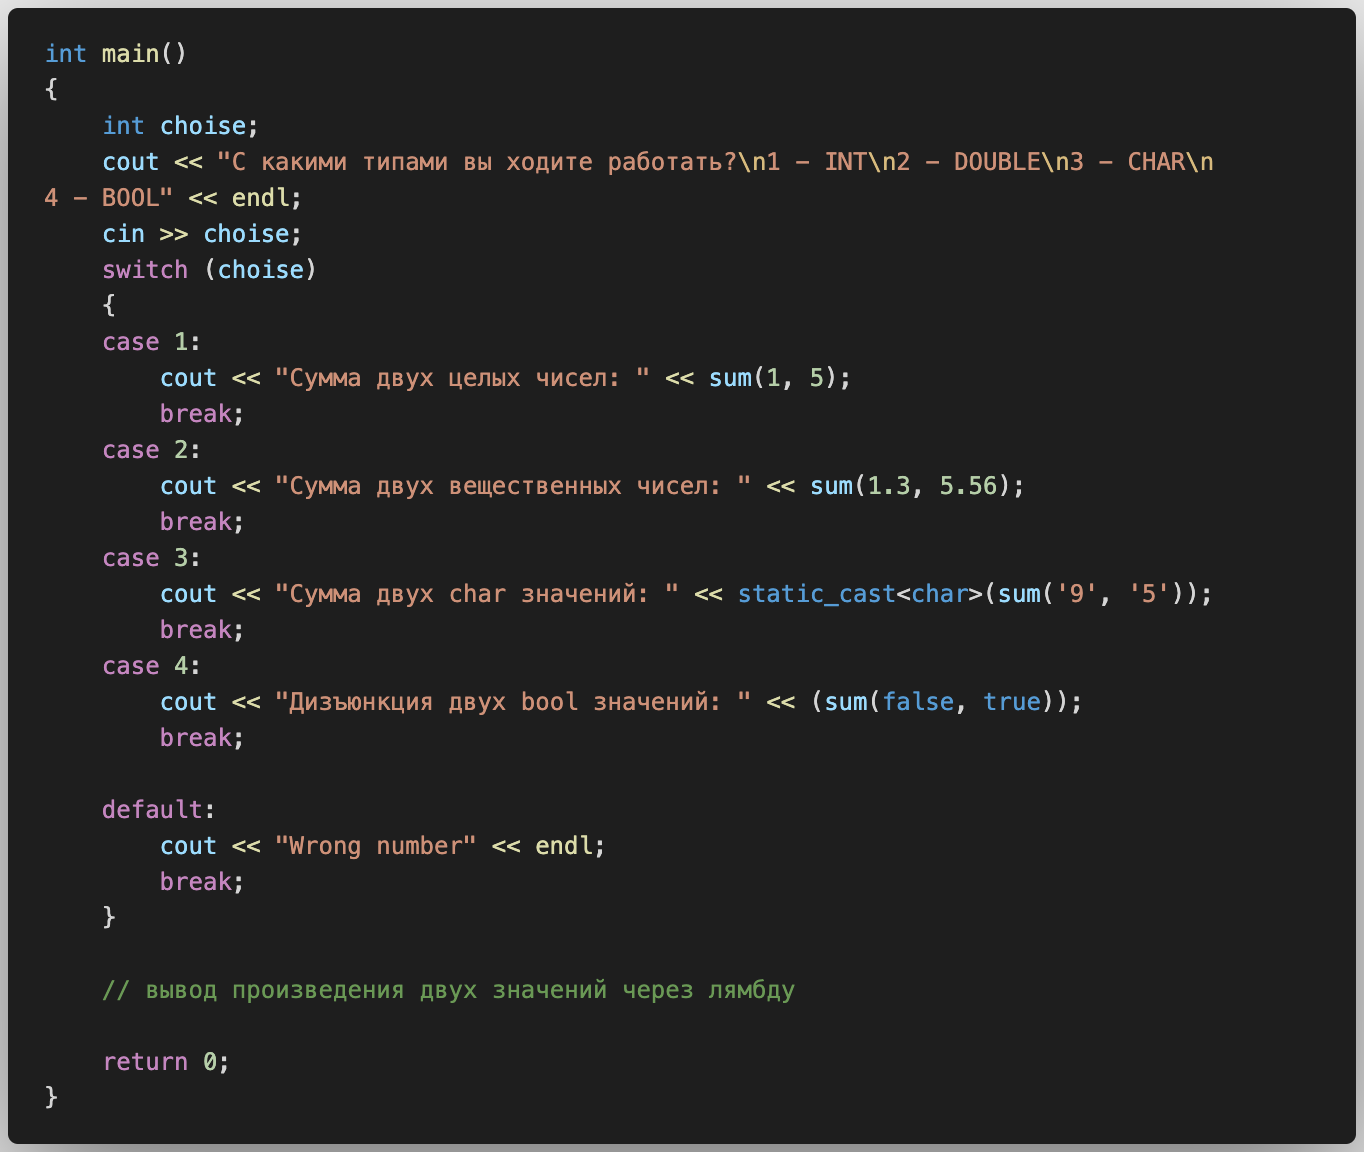 int main()
{
    int choise;
    cout << "С какими типами вы ходите работать?\n1 – INT\n2 – DOUBLE\n3 – CHAR\n
4 – BOOL" << endl;
    cin >> choise;
    switch (choise)
    {
    case 1:
        cout << "Сумма двух целых чисел: " << sum(1, 5);
        break;
    case 2:
        cout << "Сумма двух вещественных чисел: " << sum(1.3, 5.56);
        break;
    case 3:
        cout << "Сумма двух char значений: " << static_cast<char>(sum('9', '5'));
        break;
    case 4:
        cout << "Дизъюнкция двух bool значений: " << (sum(false, true));
        break;

    default:
        cout << "Wrong number" << endl;
        break;
    }

    // вывод произведения двух значений через лямбду

    return 0;
}